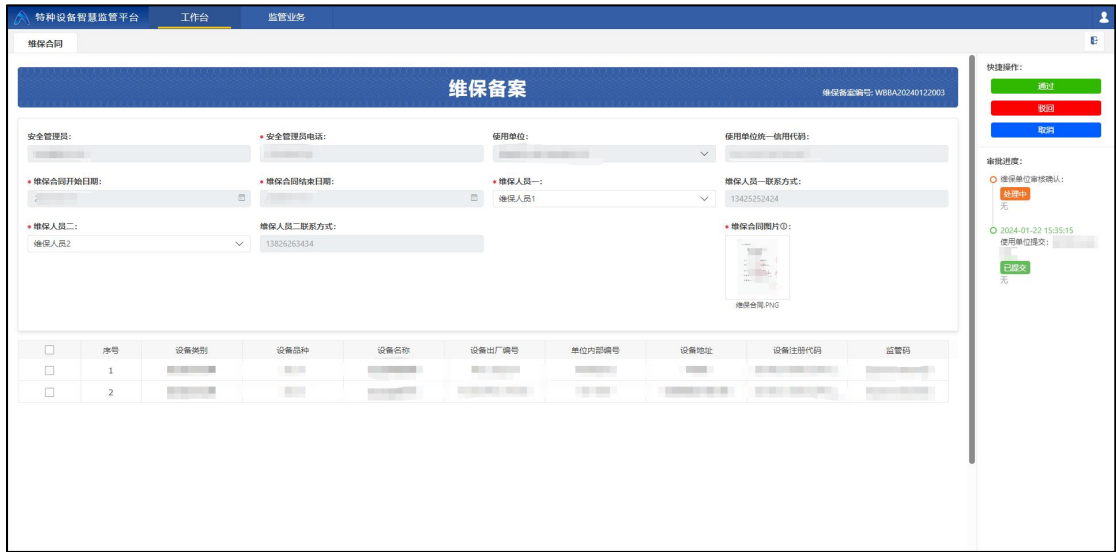 特种设备智慧监管平台 工作台 监管业务
维保合同
维保备案
维保备案编号: WBBA20240122003
安全管理员: * 安全管理员电话: 使用单位: 使用单位统一信用代码:
* 维保合同开始日期: * 维保合同结束日期: * 维保人员一: 维保人员一联系方式:
维保人员1 13425252424
* 维保人员二: 维保人员二联系方式: * 维保合同图片:
维保人员2 13826263434
维保合同.PNG
序号 设备类别 设备品种 设备名称 设备出厂编号 单位内部编号 设备地址 设备注册代码 监管码
1
2
快捷操作:
通过
驳回
取消
审批进度:
维保单位审核确认:
处理中
无
2024-01-22 15:35:15
使用单位提交:
已提交
无